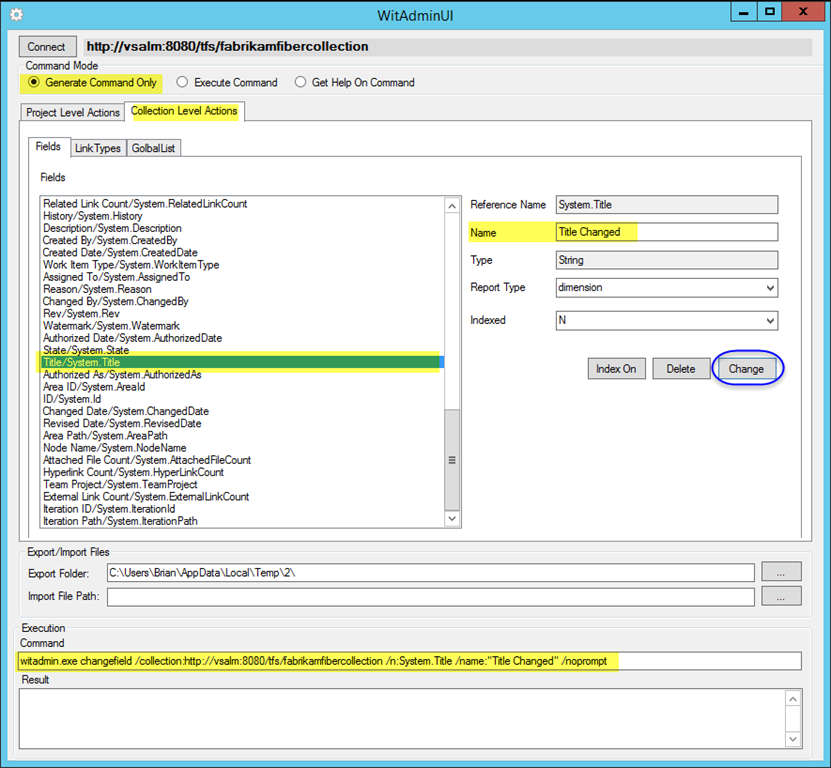 WitAdminUI
Connect http://vsalm:8080/tfs/fabrikamfibercollection
Command Mode
Generate Command Only Execute Command Get Help On Command
Project Level Actions Collection Level Actions
Fields LinkTypes GolbalList
Fields
Related Link Count/System.RelatedLinkCount
History/System.History
Description/System.Description
Created By/System.CreatedBy
Created Date/System.CreatedDate
Work Item Type/System.WorkItemType
Assigned To/System.AssignedTo
Reason/System.Reason
Changed By/System.ChangedBy
Rev/System.Rev
Watermark/System.Watermark
Authorized Date/System.AuthorizedDate
State/System.State
Title/System.Title
Authorized As/System.AuthorizedAs
Area ID/System.AreaId
ID/System.Id
Changed Date/System.ChangedDate
Revised Date/System.RevisedDate
Area Path/System.AreaPath
Node Name/System.NodeName
Attached File Count/System.AttachedFileCount
Hyperlink Count/System.HyperLinkCount
Team Project/System.TeamProject
External Link Count/System.ExternalLinkCount
Iteration ID/System.IterationId
Iteration Path/System.IterationPath
Reference Name System.Title
Name Title Changed
Type String
Report Type dimension
Indexed N
Index On Delete Change
Export/Import Files
Export Folder: C:\Users\Brian\AppData\Local\Temp\2\ ...
Import File Path: ...
Execution
Command
witadmin.exe changefield /collection:http://vsalm:8080/tfs/fabrikamfibercollection /n:System.Title /name:"Title Changed" /noprompt
Result